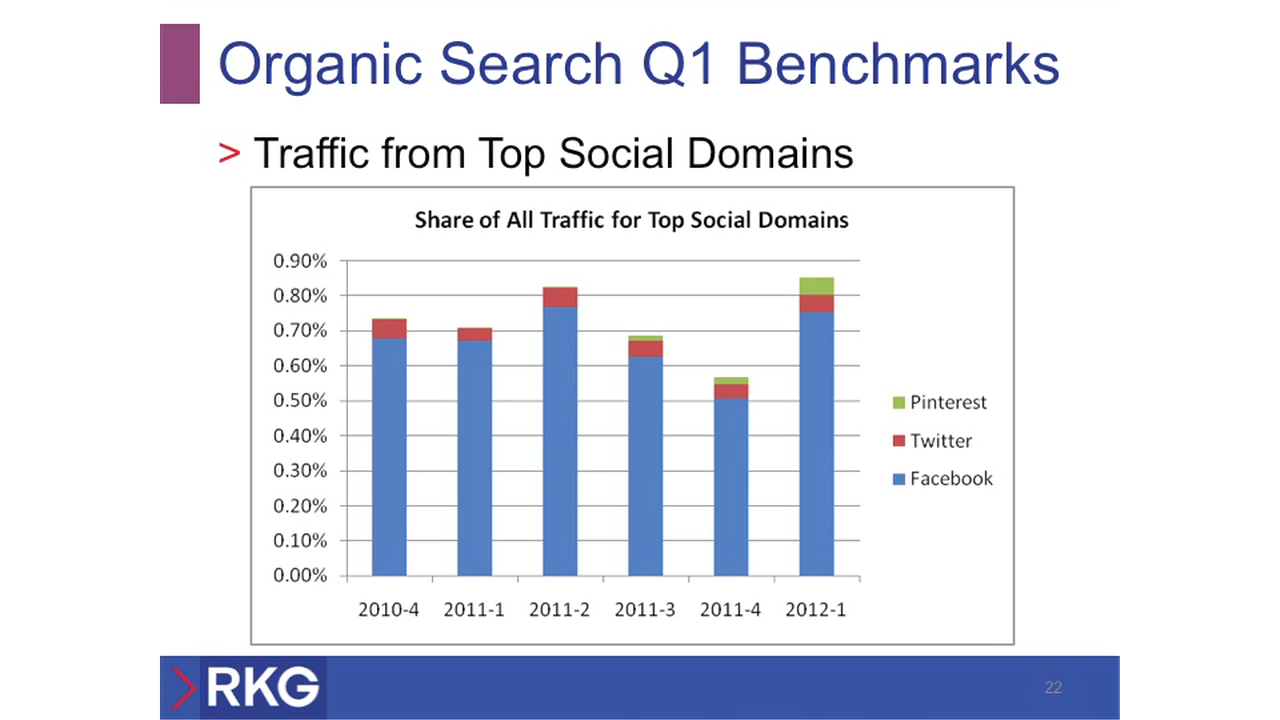 Organic Search Q1 Benchmarks
> Traffic from Top Social Domains
Share of All Traffic for Top Social Domains
0.90%
0.80%
0.70%
0.60%
0.50%
0.40%
0.30%
0.20%
0.10%
0.00%
2010-4 2011-1 2011-2 2011-3 2011-4 2012-1
Pinterest
Twitter
Facebook
RKG
22